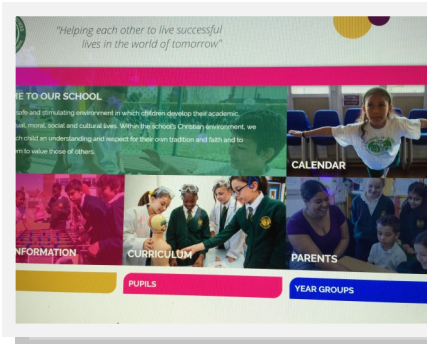 "Helping each other to live successful
lives in the world of tomorrow"
ME TO OUR SCHOOL
safe and stimulating environment in which children develop their academic,
ual, moral, social and cultural lives. Within the school's Christian environment, we
ch child an understanding and respect for their own tradition and faith and to
em to value those of others.
CALENDAR
NFORMATION
CURRICULUM
PARENTS
PUPILS
YEAR GROUPS